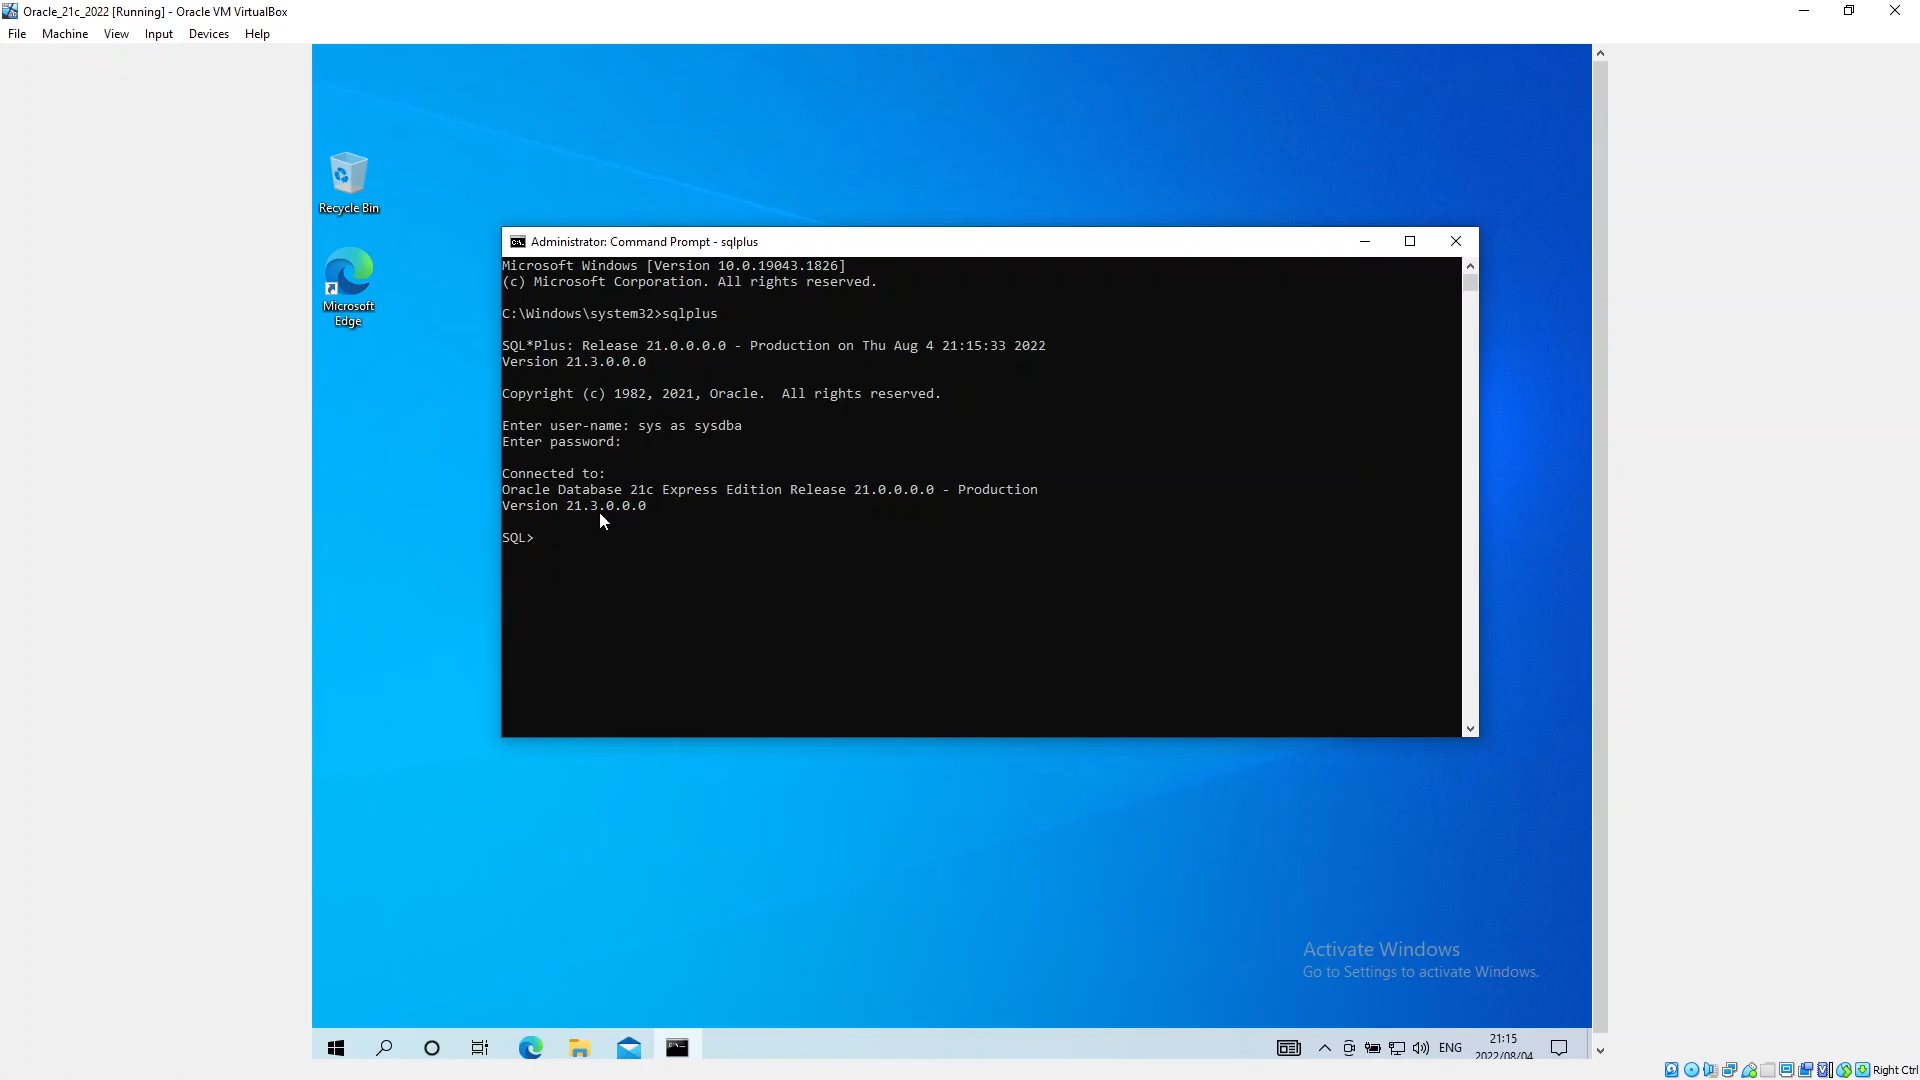 Oracle_21c_2022 [Running] - Oracle VM VirtualBox
File Machine View Input Devices Help
Recycle Bin
Microsoft
Edge
Administrator: Command Prompt - sqlplus
Microsoft Windows [Version 10.0.19043.1826]
(c) Microsoft Corporation. All rights reserved.
C:\Windows\system32>sqlplus
SQL*Plus: Release 21.0.0.0.0 - Production on Thu Aug 4 21:15:33 2022
Version 21.3.0.0.0
Copyright (c) 1982, 2021, Oracle.  All rights reserved.
Enter user-name: sys as sysdba
Enter password:
Connected to:
Oracle Database 21c Express Edition Release 21.0.0.0.0 - Production
Version 21.3.0.0.0
SQL>
Activate Windows
Go to Settings to activate Windows.
ENG
21:15
2022/08/04
Right Ctrl